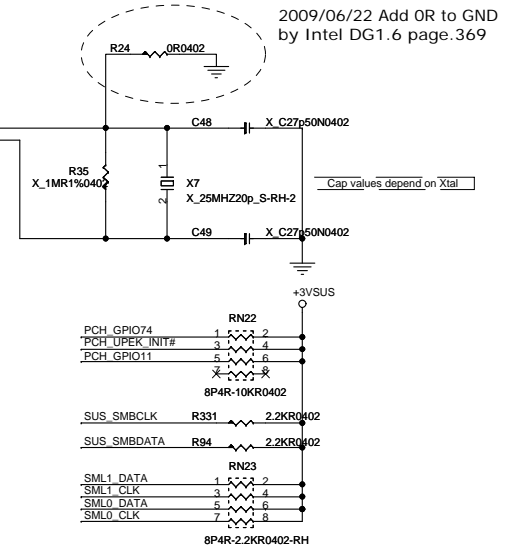 2009/06/22 Add 0R to GND
by Intel DG1.6 page.369
R24 0R0402
C48 X_C27p50N0402
R35
X_1MR1%0402
1
2
X7
X_25MHZ20p_S-RH-2
Cap values depend on Xtal
C49 X_C27p50N0402
+3VSUS
RN22
PCH_GPIO74 1 2
PCH_UPEK_INIT# 3 4
PCH_GPIO11 5 6
7 8
8P4R-10KR0402
SUS_SMBCLK R331 2.2KR0402
SUS_SMBDATA R94 2.2KR0402
RN23
SML1_DATA 1 2
SML1_CLK 3 4
SML0_DATA 5 6
SML0_CLK 7 8
8P4R-2.2KR0402-RH